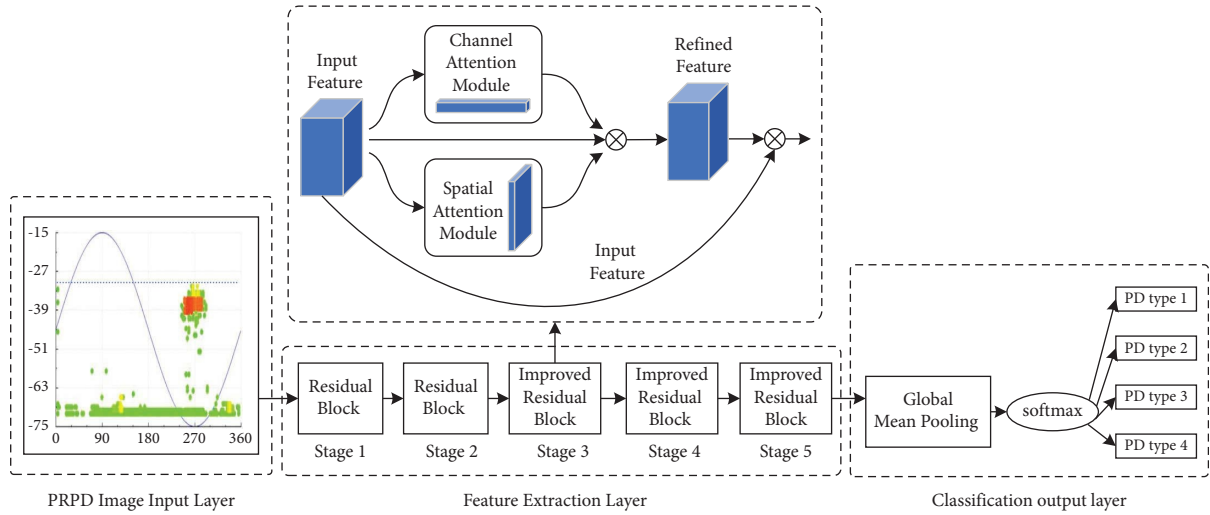 Input
Feature
Channel
Attention
Module
Refined
Feature
Spatial
Attention
Module
Input
Feature
-15
-27
-39
-51
-63
-75
0 90 180 270 360
Residual
Block
Residual
Block
Improved
Residual
Block
Improved
Residual
Block
Improved
Residual
Block
Stage 1 Stage 2 Stage 3 Stage 4 Stage 5
Global
Mean Pooling
softmax
PD type 1
PD type 2
PD type 3
PD type 4
PRPD Image Input Layer
Feature Extraction Layer
Classification output layer